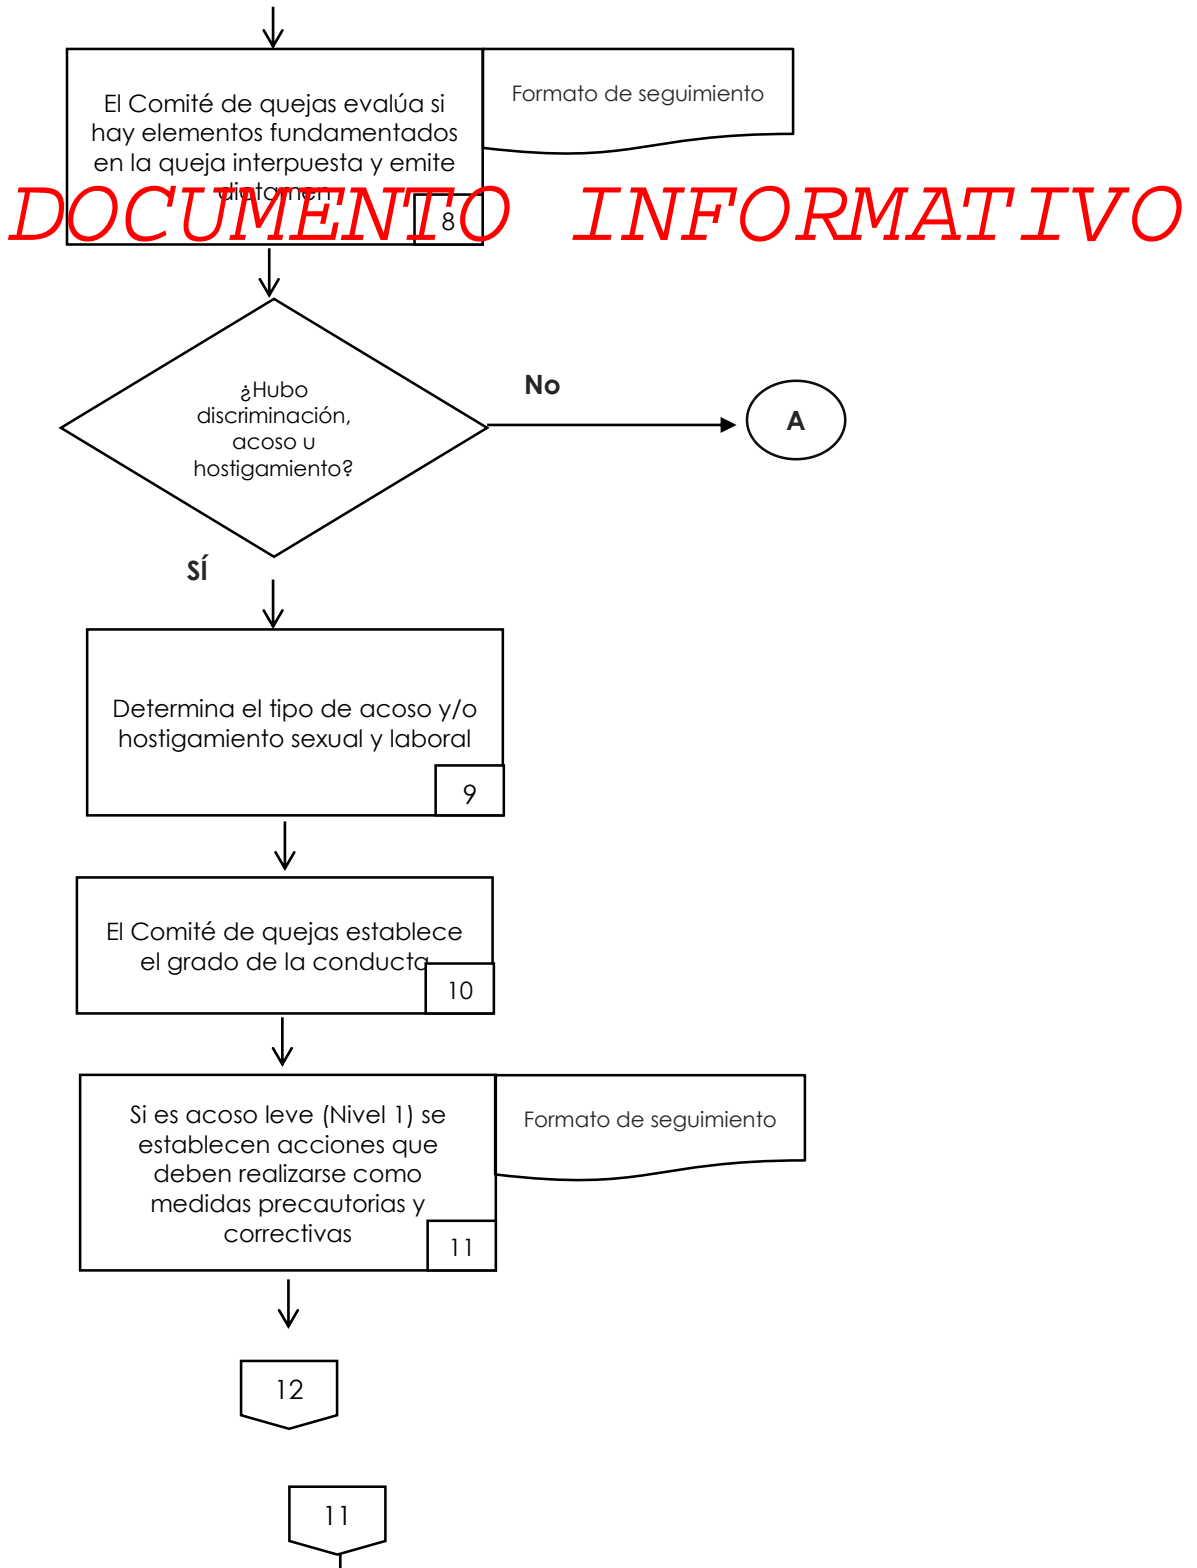 El Comité de quejas evalúa si
hay elementos fundamentados
en la queja interpuesta y emite
dictamen
8
Formato de seguimiento
DOCUMENTO INFORMATIVO
¿Hubo
discriminación,
acoso u
hostigamiento?
No
A
SÍ
Determina el tipo de acoso y/o
hostigamiento sexual y laboral
9
El Comité de quejas establece
el grado de la conducta
10
Si es acoso leve (Nivel 1) se
establecen acciones que
deben realizarse como
medidas precautorias y
correctivas
11
Formato de seguimiento
12
11